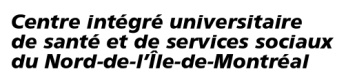 Centre intégré universitaire
de santé et de services sociaux
du Nord-de-l'Île-de-Montréal